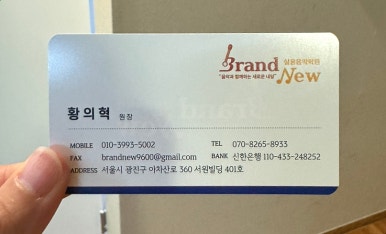 Brand
실용음악학원
"음악과 함께하는 새로운 내일"
New
황의혁 원장
MOBILE 010-3993-5002 TEL 070-8265-8933
FAX brandnew9600@gmail.com BANK 신한은행 110-433-248252
ADDRESS 서울시 광진구 아차산로 360 서원빌딩 401호